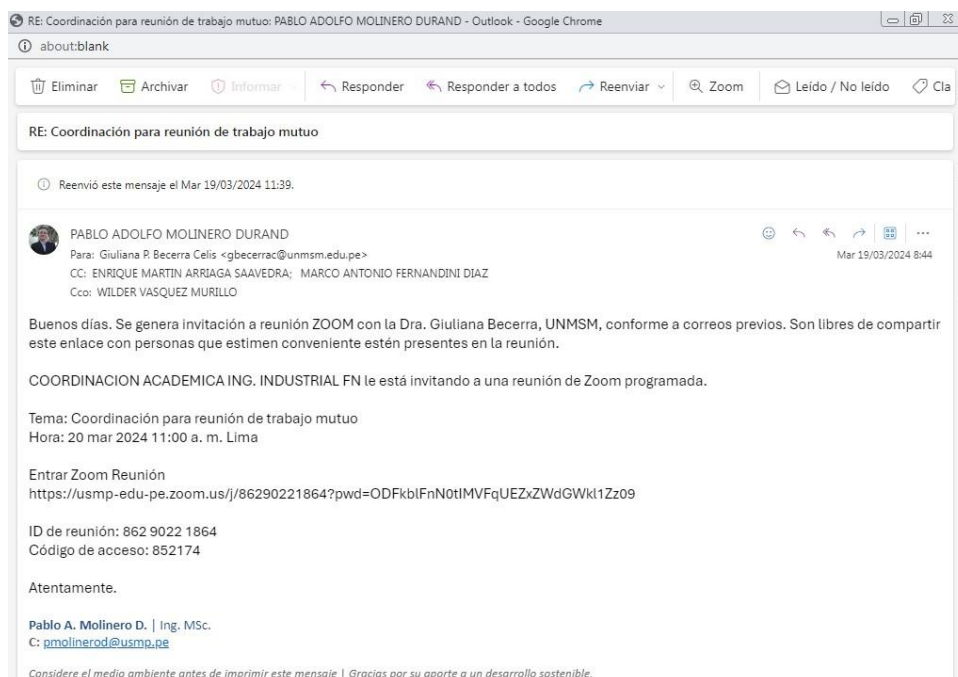 RE: Coordinación para reunión de trabajo mutuo: PABLO ADOLFO MOLINERO DURAND - Outlook - Google Chrome
about:blank
Eliminar Archivar Informar Responder Responder a todos Reenviar Zoom Leído / No leído Cla
RE: Coordinación para reunión de trabajo mutuo
Reenvió este mensaje el Mar 19/03/2024 11:39.
PABLO ADOLFO MOLINERO DURAND
Para: Giuliana P. Becerra Celis <gbecerrac@unmsm.edu.pe>
Mar 19/03/2024 8:44
CC: ENRIQUE MARTIN ARRIAGA SAAVEDRA; MARCO ANTONIO FERNANDINI DIAZ
Cco: WILDER VASQUEZ MURILLO
Buenos días. Se genera invitación a reunión ZOOM con la Dra. Giuliana Becerra, UNMSM, conforme a correos previos. Son libres de compartir
este enlace con personas que estimen conveniente estén presentes en la reunión.
COORDINACION ACADEMICA ING. INDUSTRIAL FN le está invitando a una reunión de Zoom programada.
Tema: Coordinación para reunión de trabajo mutuo
Hora: 20 mar 2024 11:00 a. m. Lima
Entrar Zoom Reunión
https://usmp-edu-pe.zoom.us/j/86290221864?pwd=ODFkblFnN0tIMVFqUEZxZWdGWkl1Zz09
ID de reunión: 862 9022 1864
Código de acceso: 852174
Atentamente.
Pablo A. Molinero D. | Ing. MSc.
C: pmolinerod@usmp.pe
Considere el medio ambiente antes de imprimir este mensaje | Gracias por su aporte a un desarrollo sostenible.